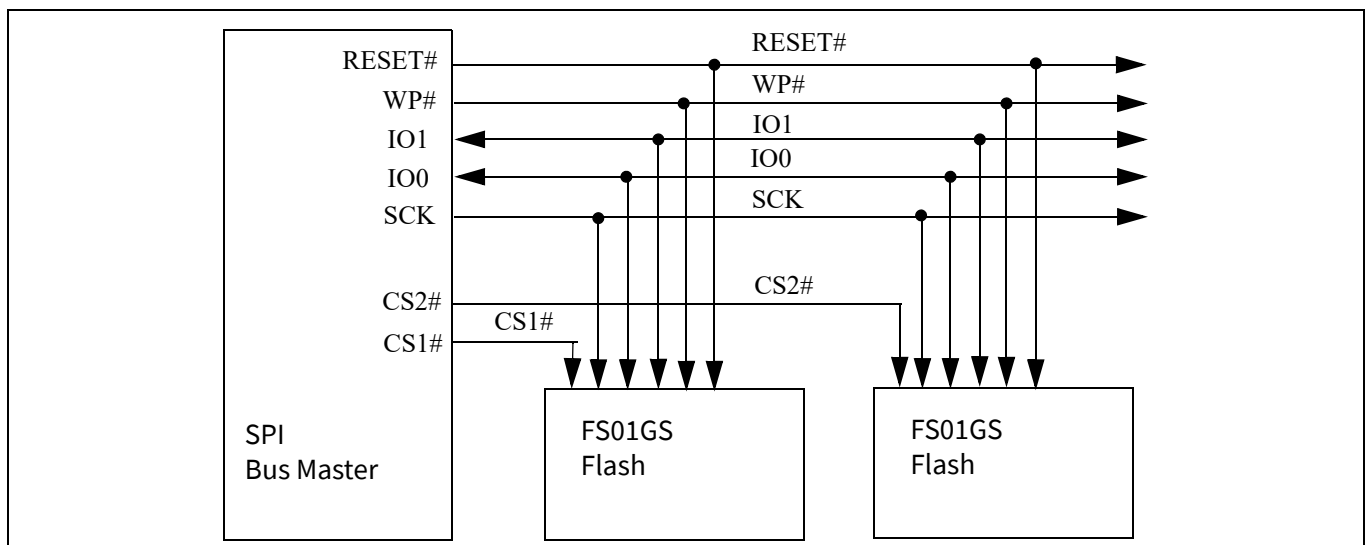 RESET#
RESET#
WP#
WP#
IO1
IO1
IO0
IO0
SCK
SCK
CS2#
CS2#
CS1#
CS1#
SPI
Bus Master
FS01GS
Flash
FS01GS
Flash